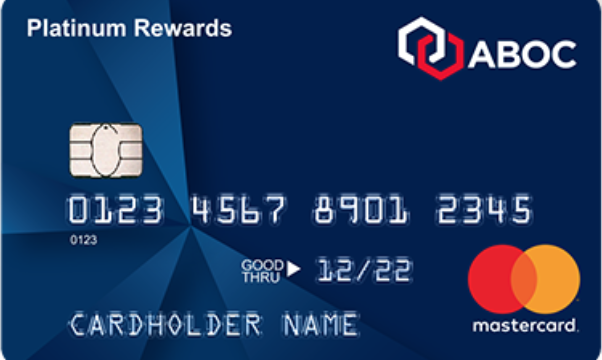 Platinum Rewards
ABOC
0123 4567 8901 2345
0123
GOOD
THRU 12/22
CARDHOLDER NAME
mastercard.